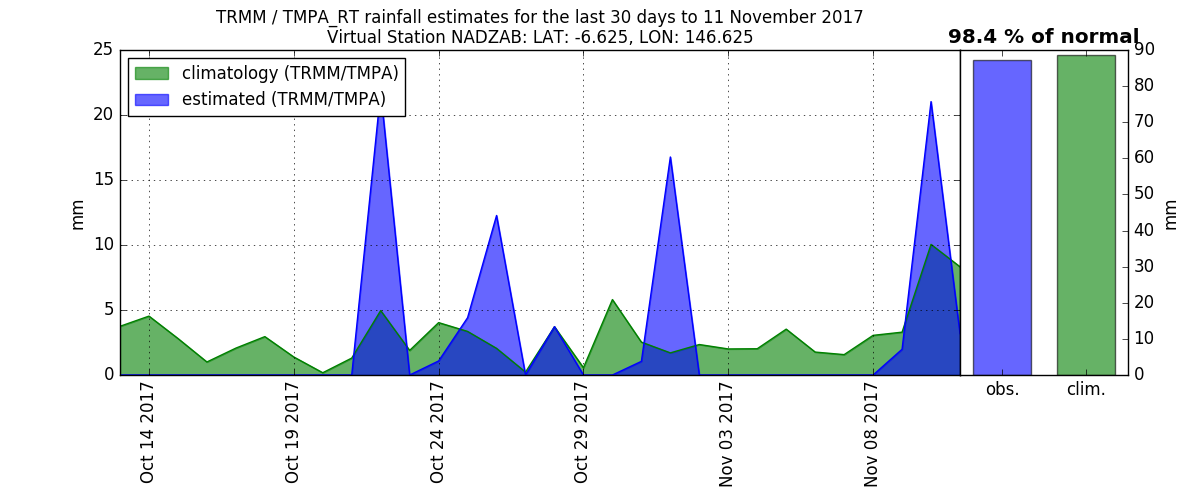 TRMM / TMPA_RT rainfall estimates for the last 30 days to 11 November 2017
Virtual Station NADZAB: LAT: -6.625, LON: 146.625
98.4 % of normal
climatology (TRMM/TMPA)
estimated (TRMM/TMPA)
25
20
15
10
5
0
mm
Oct 14 2017
Oct 19 2017
Oct 24 2017
Oct 29 2017
Nov 03 2017
Nov 08 2017
obs.
clim.
90
80
70
60
50
40
30
20
10
0
mm